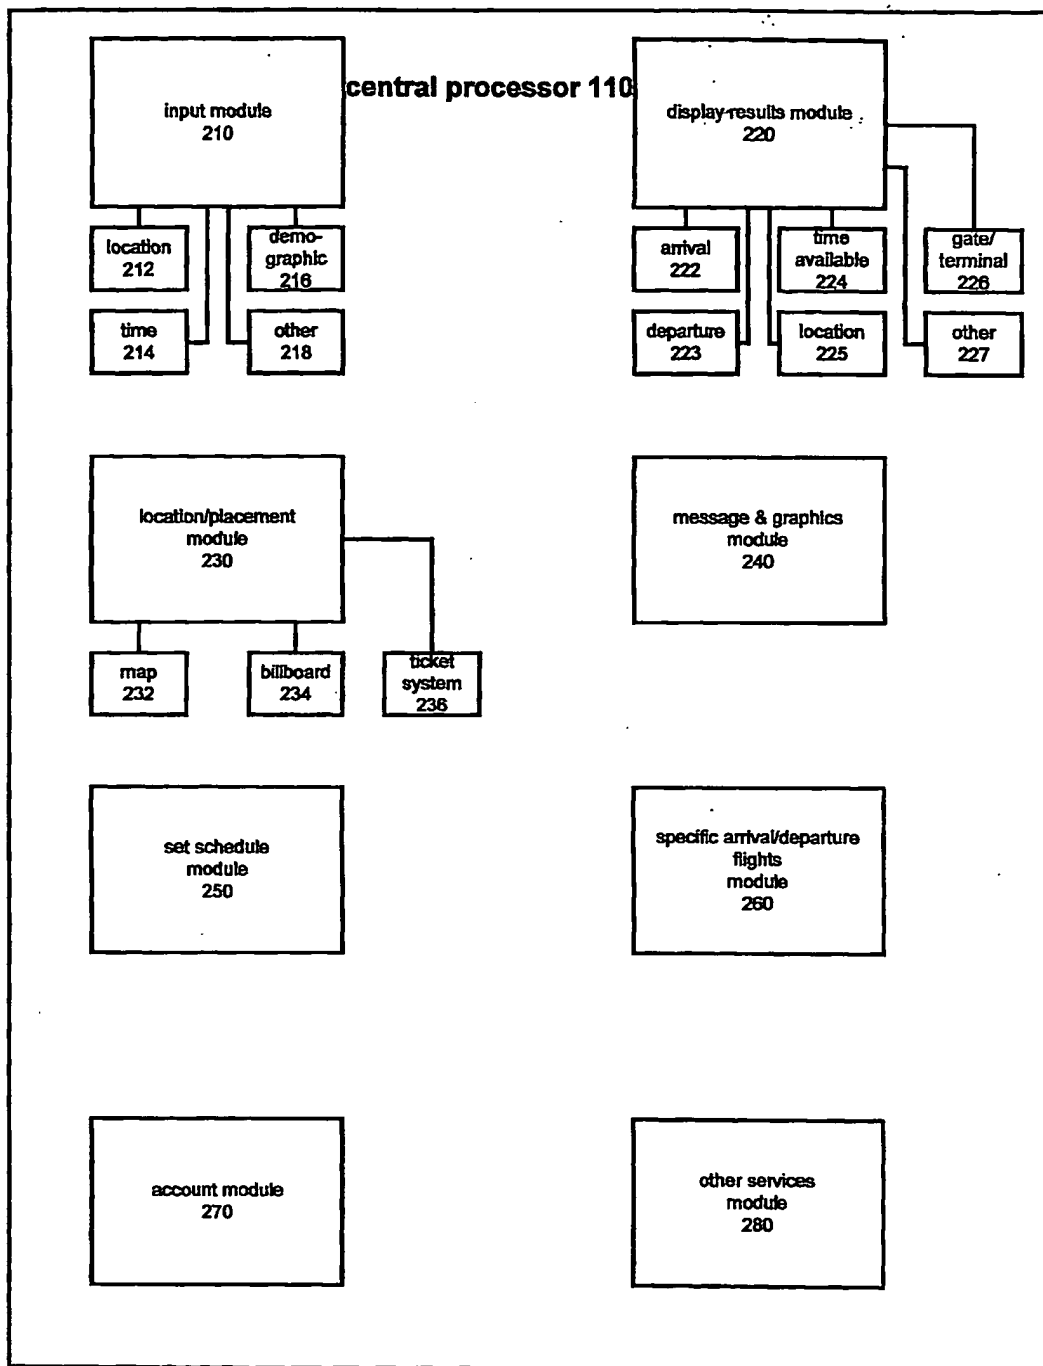 central processor 110
input module
210
location
212
demo-
graphic
216
time
214
other
218
display results module
220
arrival
222
time
available
224
gate/
terminal
226
departure
223
location
225
other
227
location/placement
module
230
map
232
billboard
234
ticket
system
236
message & graphics
module
240
set schedule
module
250
specific arrival/departure
flights
module
260
account module
270
other services
module
280